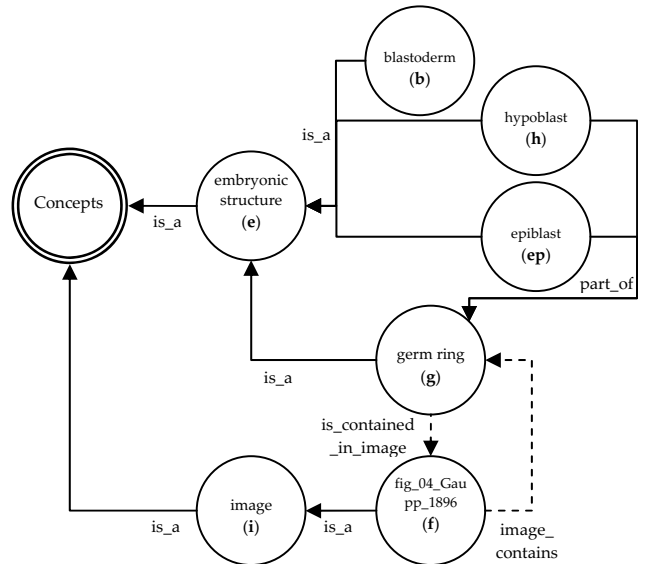 blastoderm
(b)
is_a
hypoblast
(h)
embryonic
structure
(e)
Concepts
is_a
epiblast
(ep)
part_of
germ ring
(g)
is_a
is_contained
_in_image
fig_04_Gau
pp_1896
(f)
image
(i)
is_a
is_a
image_
contains